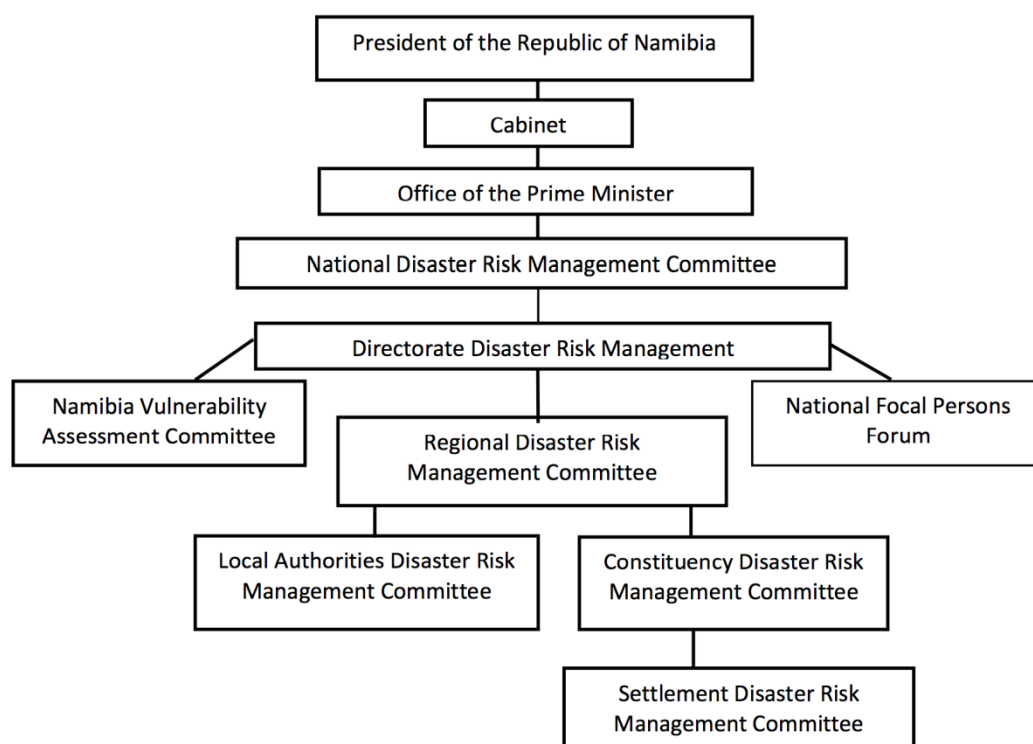 President of the Republic of Namibia
Cabinet
Office of the Prime Minister
National Disaster Risk Management Committee
Directorate Disaster Risk Management
Namibia Vulnerability
Assessment Committee
National Focal Persons
Forum
Regional Disaster Risk
Management Committee
Local Authorities Disaster Risk
Management Committee
Constituency Disaster Risk
Management Committee
Settlement Disaster Risk
Management Committee